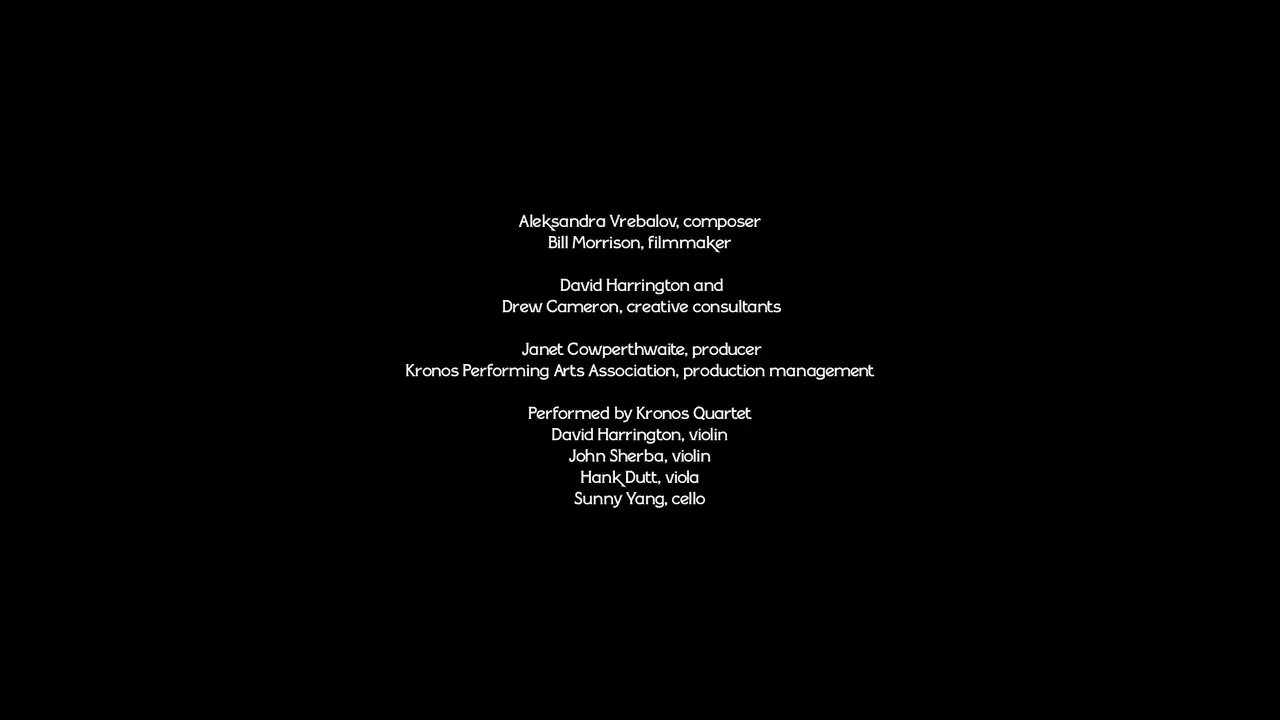 Aleksandra Vrebalov, composer
Bill Morrison, filmmaker
David Harrington and
Drew Cameron, creative consultants
Janet Cowperthwaite, producer
Kronos Performing Arts Association, production management
Performed by Kronos Quartet
David Harrington, violin
John Sherba, violin
Hank Dutt, viola
Sunny Yang, cello